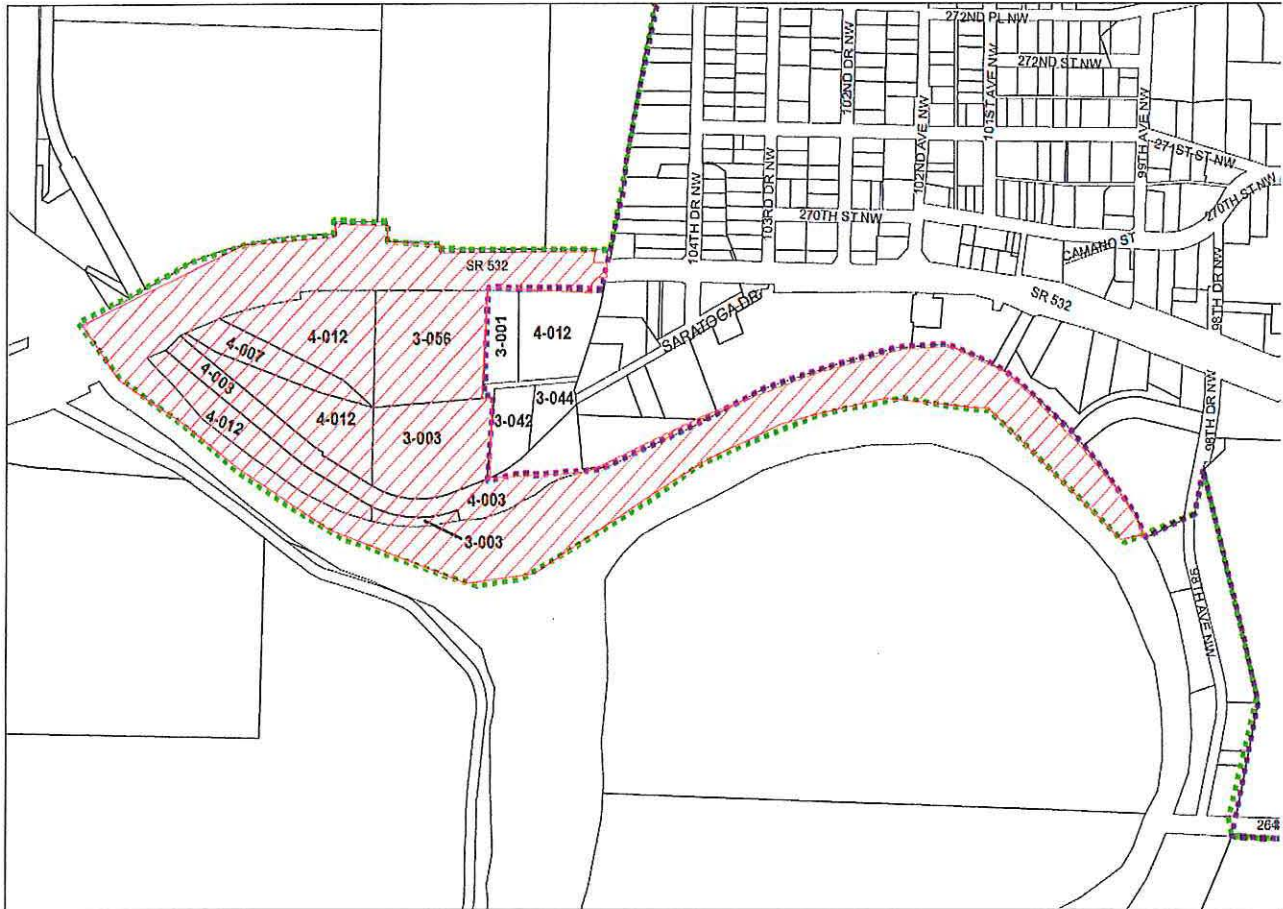 272ND PL NW
272ND ST NW
102ND DR NW
101ST AVE NW
99TH AVE NW
271ST ST NW
102ND AVE NW
104TH DR NW
103RD DR NW
270TH ST NW
270TH ST NW
CAMANO ST
98TH DR NW
SR 532
SR 532
SARATOGA DR
4-012
3-056
3-001
4-012
4-007
4-003
4-012
4-012
3-003
3-042
3-044
98TH DR NW
4-003
3-003
98TH AVE NW
264